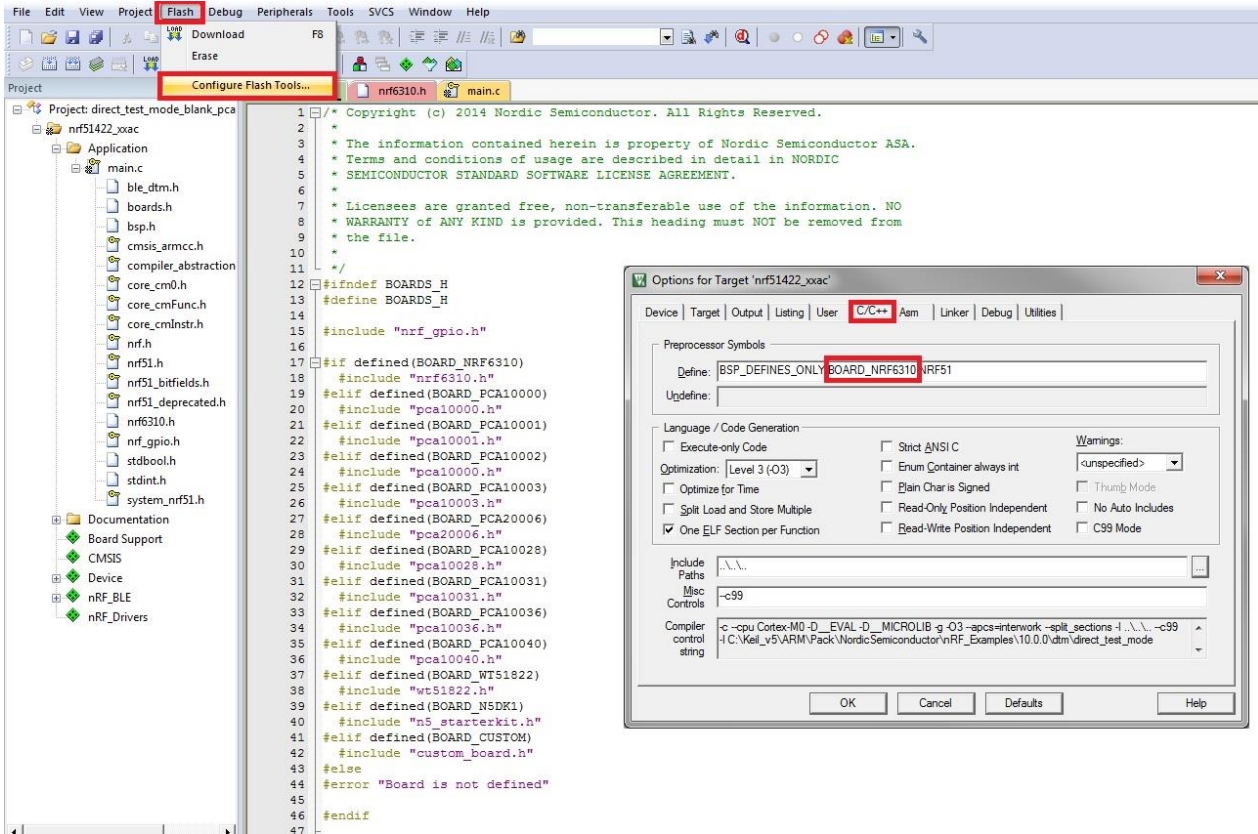 File Edit View Project Flash Debug Peripherals Tools SVCS Window Help
LOAD Download F8
Erase
Configure Flash Tools...
Project
nrf6310.h main.c
Project: direct_test_mode_blank_pca
nrf51422_xxac
Application
main.c
ble_dtm.h
boards.h
bsp.h
cmsis_armcc.h
compiler_abstraction
core_cm0.h
core_cmFunc.h
core_cmInstr.h
nrf.h
nrf51.h
nrf51_bitfields.h
nrf51_deprecated.h
nrf6310.h
nrf_gpio.h
stdbool.h
stdint.h
system_nrf51.h
Documentation
Board Support
CMSIS
Device
nRF_BLE
nRF_Drivers
1 /* Copyright (c) 2014 Nordic Semiconductor. All Rights Reserved.
2 *
3 * The information contained herein is property of Nordic Semiconductor ASA.
4 * Terms and conditions of usage are described in detail in NORDIC
5 * SEMICONDUCTOR STANDARD SOFTWARE LICENSE AGREEMENT.
6 *
7 * Licensees are granted free, non-transferable use of the information. NO
8 * WARRANTY of ANY KIND is provided. This heading must NOT be removed from
9 * the file.
10 *
11 */
12 #ifndef BOARDS_H
13 #define BOARDS_H
14
15 #include "nrf_gpio.h"
16
17 #if defined(BOARD_NRF6310)
18 #include "nrf6310.h"
19 #elif defined(BOARD_PCA10000)
20 #include "pca10000.h"
21 #elif defined(BOARD_PCA10001)
22 #include "pca10001.h"
23 #elif defined(BOARD_PCA10002)
24 #include "pca10000.h"
25 #elif defined(BOARD_PCA10003)
26 #include "pca10003.h"
27 #elif defined(BOARD_PCA20006)
28 #include "pca20006.h"
29 #elif defined(BOARD_PCA10028)
30 #include "pca10028.h"
31 #elif defined(BOARD_PCA10031)
32 #include "pca10031.h"
33 #elif defined(BOARD_PCA10036)
34 #include "pca10036.h"
35 #elif defined(BOARD_PCA10040)
36 #include "pca10040.h"
37 #elif defined(BOARD_WT51822)
38 #include "wt51822.h"
39 #elif defined(BOARD_N5DK1)
40 #include "n5_starterkit.h"
41 #elif defined(BOARD_CUSTOM)
42 #include "custom_board.h"
43 #else
44 #error "Board is not defined"
45
46 #endif
47
Options for Target 'nrf51422_xxac'
Device | Target | Output | Listing | User C/C++ Asm | Linker | Debug | Utilities |
Preprocessor Symbols
Define: BSP_DEFINES_ONLY BOARD_NRF6310 NRF51
Undefine:
Language / Code Generation
Execute-only Code
Optimization: Level 3 (-O3)
Optimize for Time
Split Load and Store Multiple
One ELF Section per Function
Strict ANSI C
Enum Container always int
Plain Char is Signed
Read-Only Position Independent
Read-Write Position Independent
Warnings:
<unspecified>
Thumb Mode
No Auto Includes
C99 Mode
Include Paths ..\..\.. ...
Misc Controls --c99
Compiler control string -c --cpu Cortex-M0 -D__EVAL -D__MICROLIB -g -O3 --apcs=interwork --split_sections -I ..\..\.. --c99
-I C:\Keil_v5\ARM\Pack\NordicSemiconductor\nRF_Examples\10.0.0\dtm\direct_test_mode
OK Cancel Defaults Help